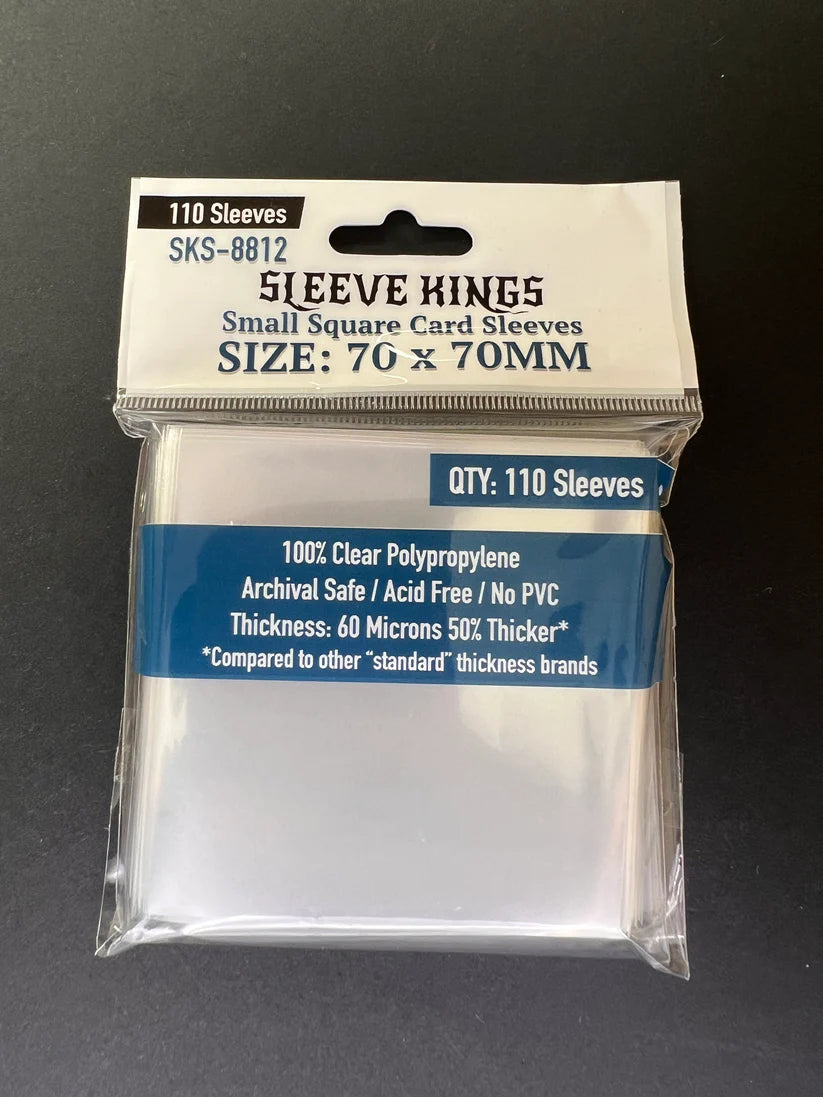 110 Sleeves
SKS-8812
SLEEVE KINGS
Small Square Card Sleeves
SIZE: 70 x 70MM
QTY: 110 Sleeves
100% Clear Polypropylene
Archival Safe / Acid Free / No PVC
Thickness: 60 Microns 50% Thicker*
*Compared to other “standard” thickness brands